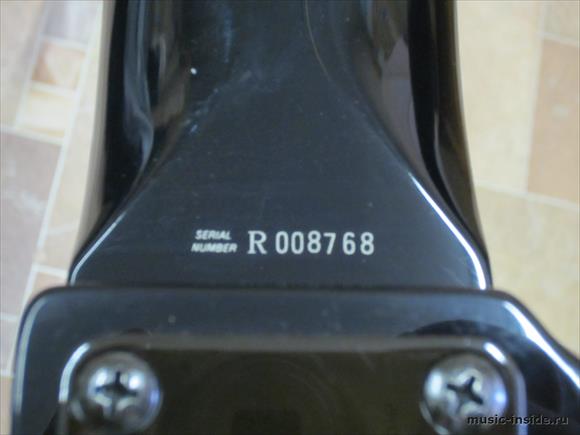 SERIAL
NUMBER R 008768
music-inside.ru